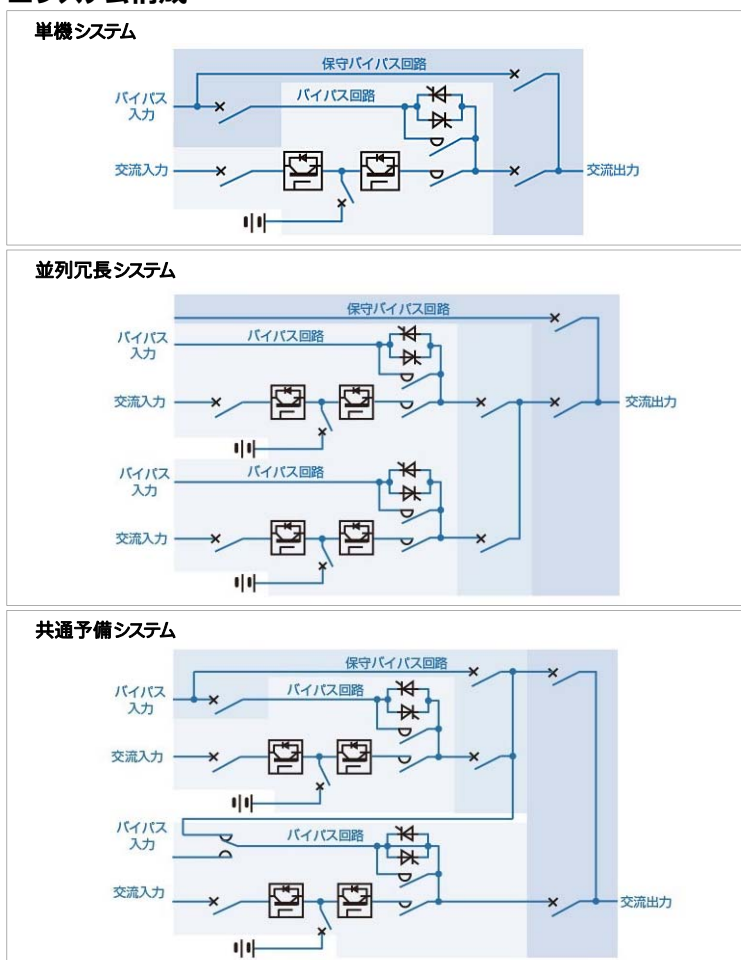 単機システム
保守バイパス回路
バイパス
入力
バイパス回路
交流入力
交流出力
並列冗長システム
保守バイパス回路
バイパス
入力
バイパス回路
交流入力
交流出力
バイパス
入力
バイパス回路
交流入力
共通予備システム
保守バイパス回路
バイパス
入力
バイパス回路
交流入力
バイパス
入力
バイパス回路
交流入力
交流出力